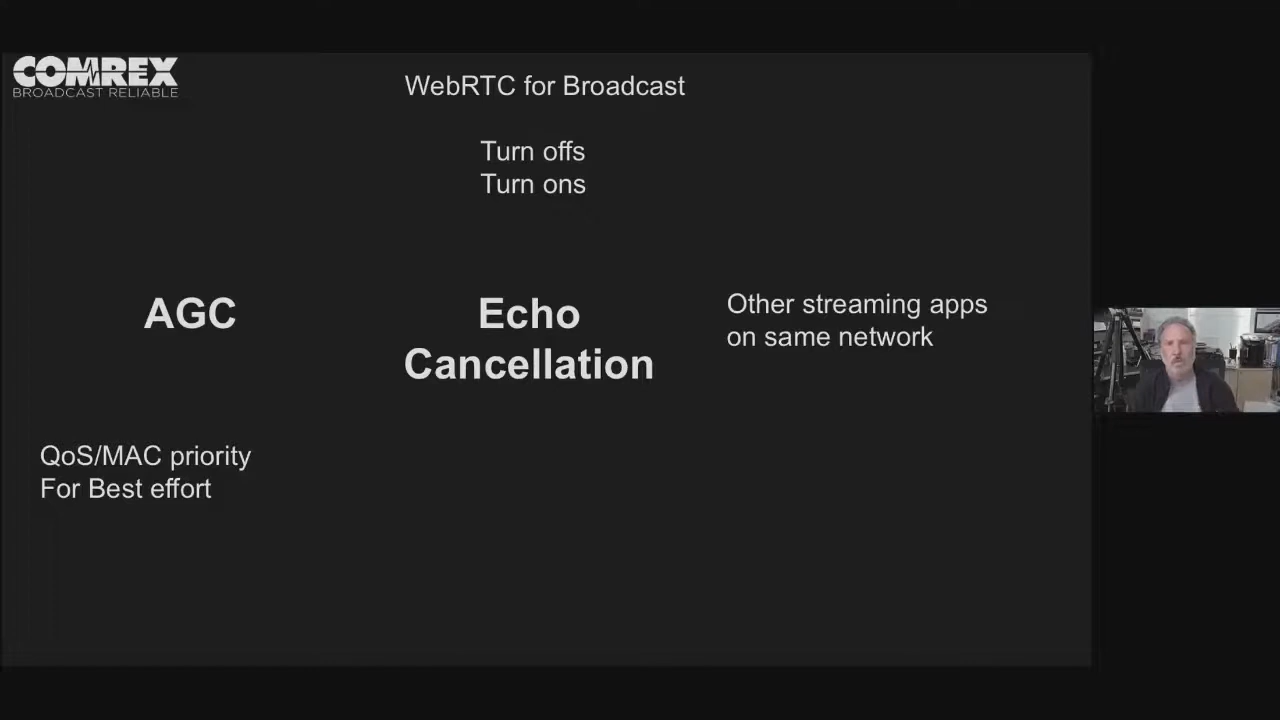 COMREX
BROADCAST RELIABLE
WebRTC for Broadcast
Turn offs
Turn ons
AGC
Echo
Cancellation
Other streaming apps
on same network
QoS/MAC priority
For Best effort